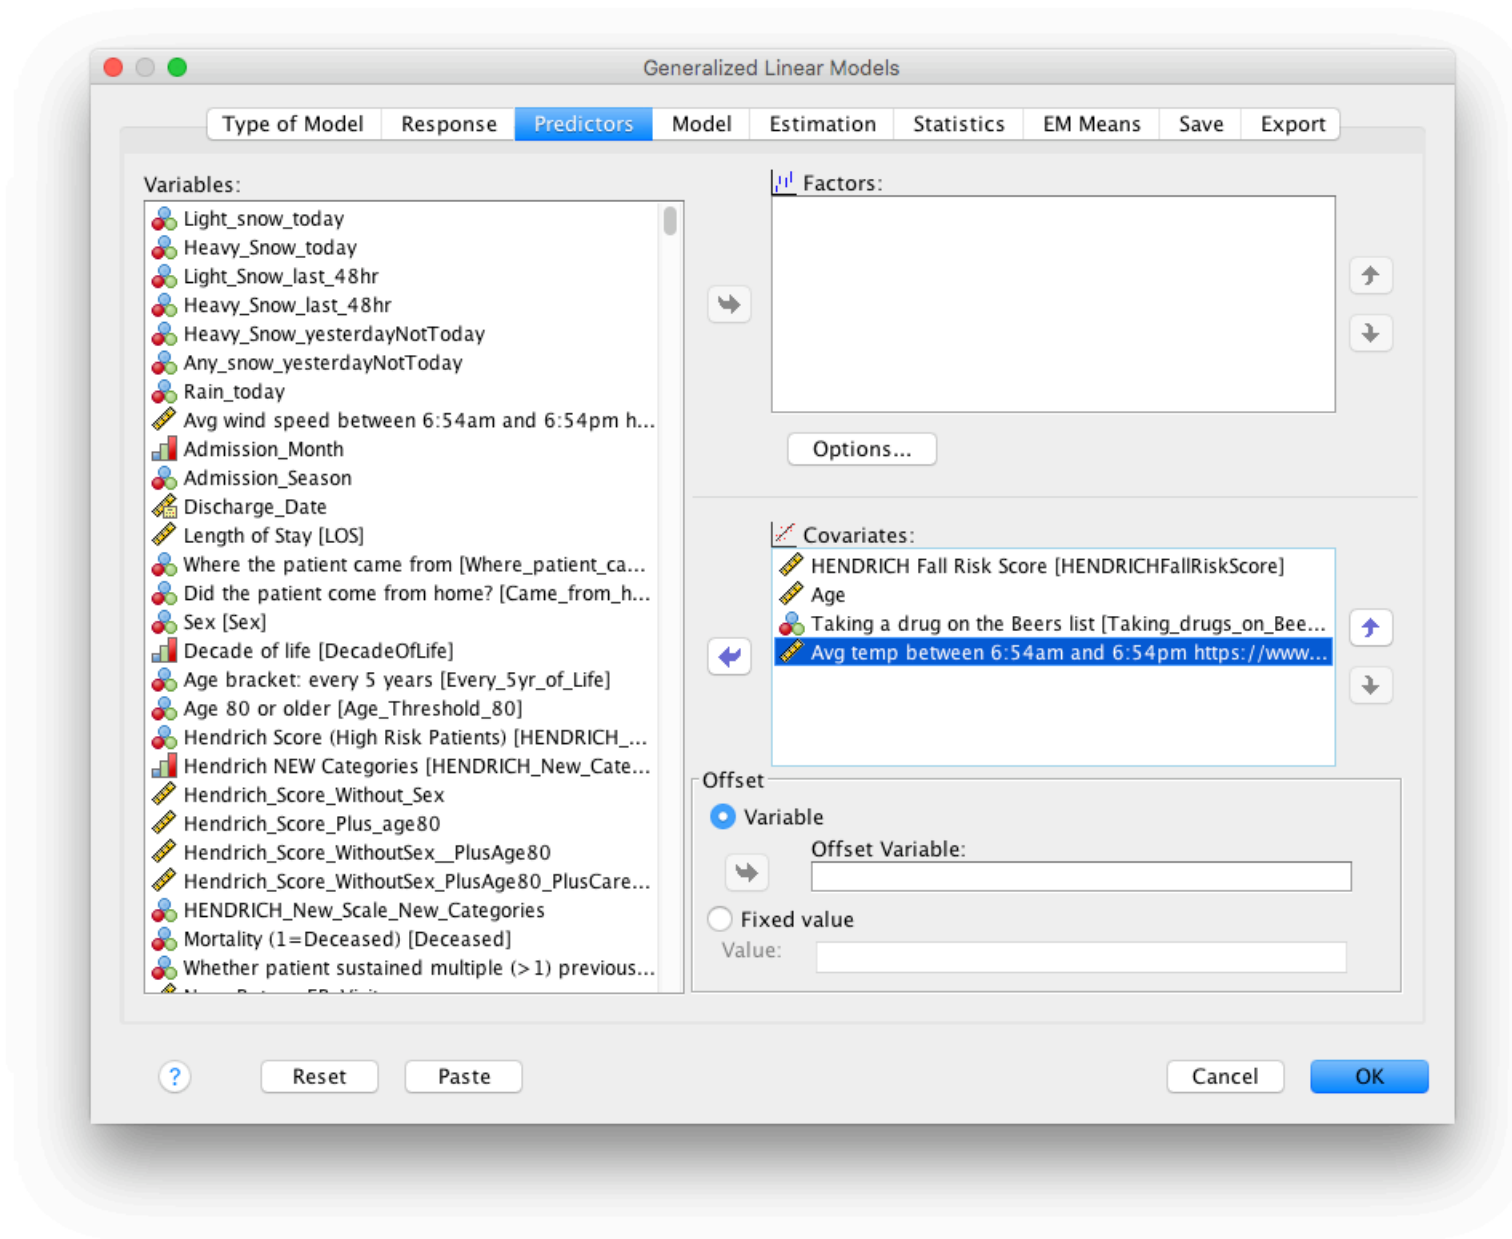 Generalized Linear Models
Type of Model Response Predictors Model Estimation Statistics EM Means Save Export
Variables:
Light_snow_today
Heavy_Snow_today
Light_Snow_last_48hr
Heavy_Snow_last_48hr
Heavy_Snow_yesterdayNotToday
Any_snow_yesterdayNotToday
Rain_today
Avg wind speed between 6:54am and 6:54pm h...
Admission_Month
Admission_Season
Discharge_Date
Length of Stay [LOS]
Where the patient came from [Where_patient_ca...
Did the patient come from home? [Came_from_h...
Sex [Sex]
Decade of life [DecadeOfLife]
Age bracket: every 5 years [Every_5yr_of_Life]
Age 80 or older [Age_Threshold_80]
Hendrich Score (High Risk Patients) [HENDRICH_...
Hendrich NEW Categories [HENDRICH_New_Cate...
Hendrich_Score_Without_Sex
Hendrich_Score_Plus_age80
Hendrich_Score_WithoutSex__PlusAge80
Hendrich_Score_WithoutSex_PlusAge80_PlusCare...
HENDRICH_New_Scale_New_Categories
Mortality (1=Deceased) [Deceased]
Whether patient sustained multiple (>1) previous...
Factors:
Options...
Covariates:
HENDRICH Fall Risk Score [HENDRICHFallRiskScore]
Age
Taking a drug on the Beers list [Taking_drugs_on_Bee...
Avg temp between 6:54am and 6:54pm https://www...
Offset
Variable
Offset Variable:
Fixed value
Value:
? Reset Paste Cancel OK